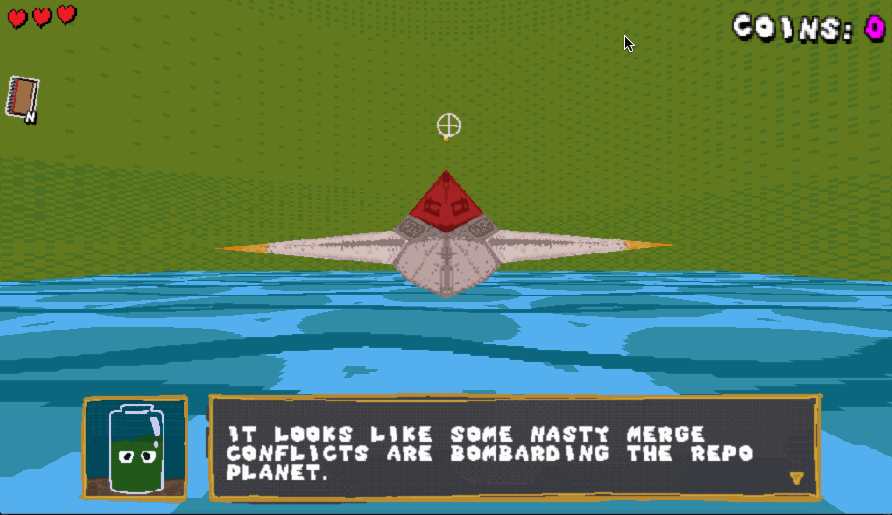 COINS: 0
N
IT LOOKS LIKE SOME NASTY MERGE
CONFLICTS ARE BOMBARDING THE REPO
PLANET.